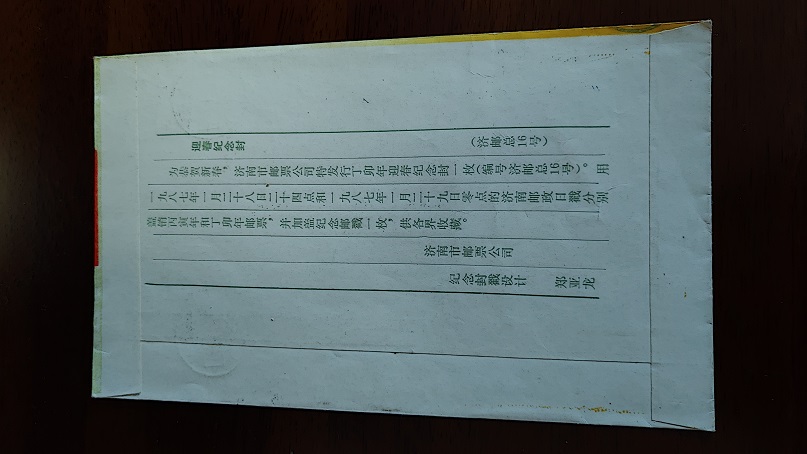 迎春纪念封 （济邮总16号）
为恭贺新春，济南市邮票公司特发行丁卯年迎春纪念封一枚（编号济邮总16号）。用
一九八七年一月二十八日二十四点和一九八七年一月二十九日零点的济南邮政日戳分别
盖销丙寅年和丁卯年邮票，并加盖纪念邮戳一枚，供各界收藏。
济南市邮票公司
纪念封戳设计 郑亚龙